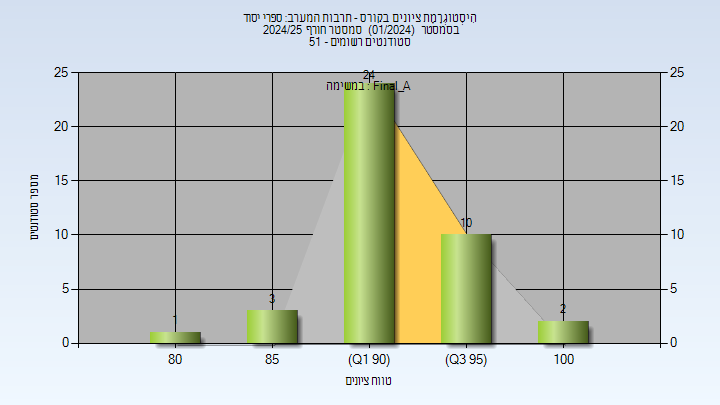 היסטוגרמת ציונים בקורס - תרבות המערב: ספרי יסוד
בסמסטר (01/2024) סמסטר חורף 2024/25
סטודנטים רשומים - 51
במשימה : Final_A
25
20
15
10
5
0
25
20
15
10
5
0
מספר סטודנטים
1
3
24
10
2
80
85
(Q1 90)
(Q3 95)
100
טווח ציונים